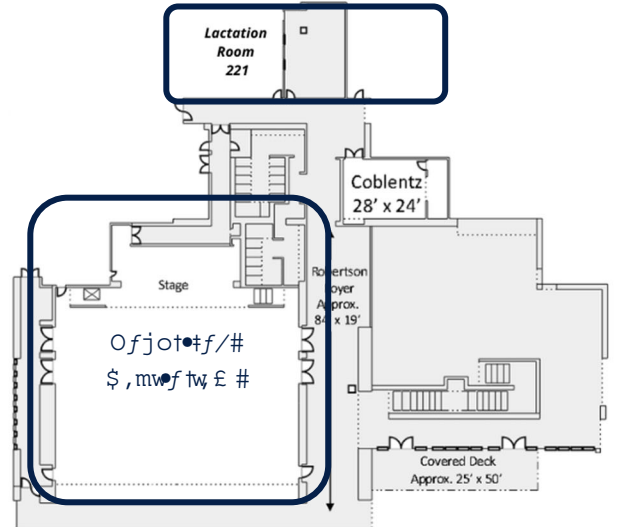 Lactation
Room
221
Coblentz
28' x 24'
Stage
Robertson
Foyer
Approx.
84' x 19'
Covered Deck
Approx. 25' x 50'